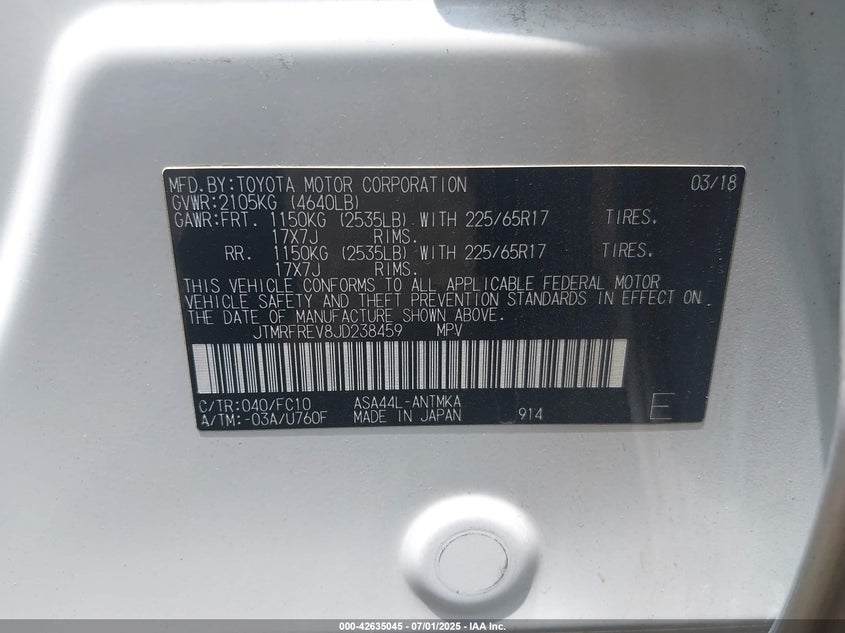 MFD.BY:TOYOTA MOTOR CORPORATION 03/18
GVWR:2105KG (4640LB)
GAWR:FRT. 1150KG (2535LB) WITH 225/65R17 TIRES.
17X7J RIMS.
RR. 1150KG (2535LB) WITH 225/65R17 TIRES.
17X7J RIMS.
THIS VEHICLE CONFORMS TO ALL APPLICABLE FEDERAL MOTOR
VEHICLE SAFETY AND THEFT PREVENTION STANDARDS IN EFFECT ON
THE DATE OF MANUFACTURE SHOWN ABOVE.
JTMRFREV8JD238459 MPV
C/TR:040/FC10 ASA44L-ANTMKA
A/TM:-03A/U760F MADE IN JAPAN 914 E
000-42635045 - 07/01/2025 - IAA Inc.